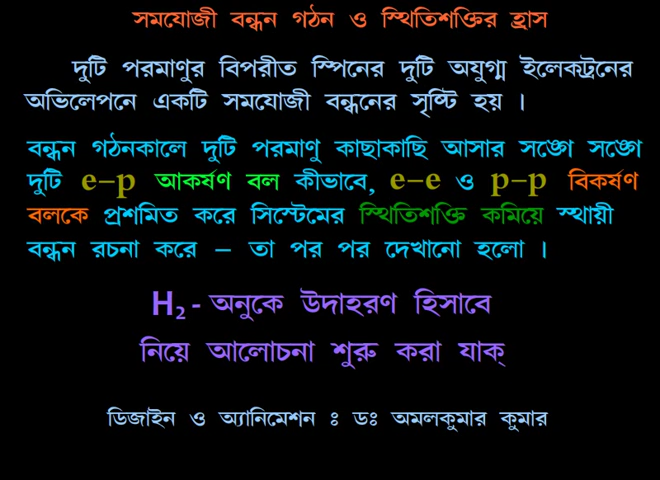 সমযোজী বন্ধন গঠন ও স্থিতিশক্তির হ্রাস
দুটি পরমাণুর বিপরীত স্পিনের দুটি অযুগ্ম ইলেকট্রনের
অভিলেপনে একটি সমযোজী বন্ধনের সৃষ্টি হয় ।
বন্ধন গঠনকালে দুটি পরমাণু কাছাকাছি আসার সঙ্গে সঙ্গে
দুটি e–p আকর্ষণ বল কীভাবে, e–e ও p–p বিকর্ষণ
বলকে প্রশমিত করে সিস্টেমের স্থিতিশক্তি কমিয়ে স্থায়ী
বন্ধন রচনা করে – তা পর পর দেখানো হলো ।
H₂ - অনুকে উদাহরণ হিসাবে
নিয়ে আলোচনা শুরু করা যাক্
ডিজাইন ও অ্যানিমেশন ঃ ডঃ অমলকুমার কুমার